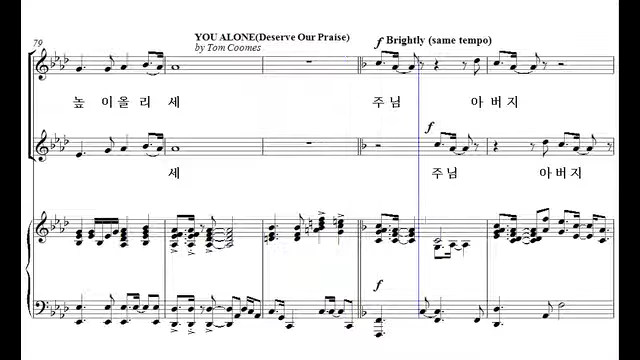 YOU ALONE(Deserve Our Praise)
by Tom Coomes
79
f Brightly (same tempo)
높 이 올 리 세 주 님 아 버 지
f
세 주 님 아 버 지
f